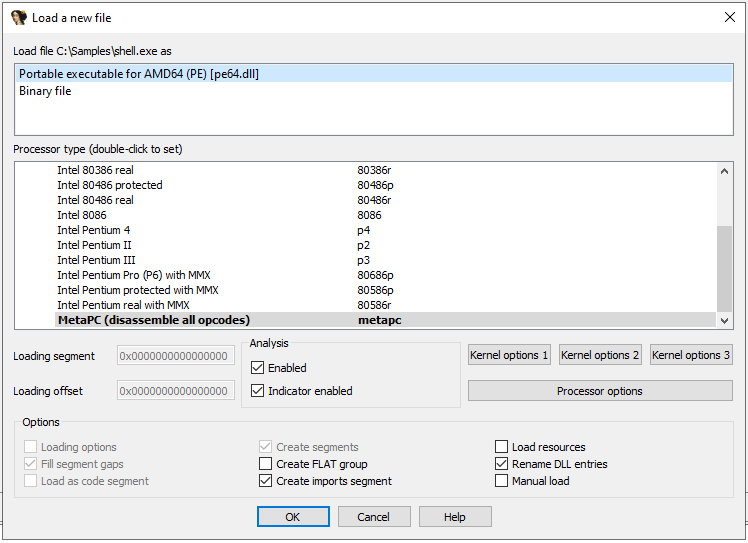 Load a new file
Load file C:\Samples\shell.exe as
Portable executable for AMD64 (PE) [pe64.dll]
Binary file
Processor type (double-click to set)
Intel 80386 real 80386r
Intel 80486 protected 80486p
Intel 80486 real 80486r
Intel 8086 8086
Intel Pentium 4 p4
Intel Pentium II p2
Intel Pentium III p3
Intel Pentium Pro (P6) with MMX 80686p
Intel Pentium protected with MMX 80586p
Intel Pentium real with MMX 80586r
MetaPC (disassemble all opcodes) metapc
Loading segment 0x0000000000000000
Loading offset 0x0000000000000000
Analysis
Enabled
Indicator enabled
Kernel options 1 Kernel options 2 Kernel options 3
Processor options
Options
Loading options Create segments Load resources
Fill segment gaps Create FLAT group Rename DLL entries
Load as code segment Create imports segment Manual load
OK Cancel Help